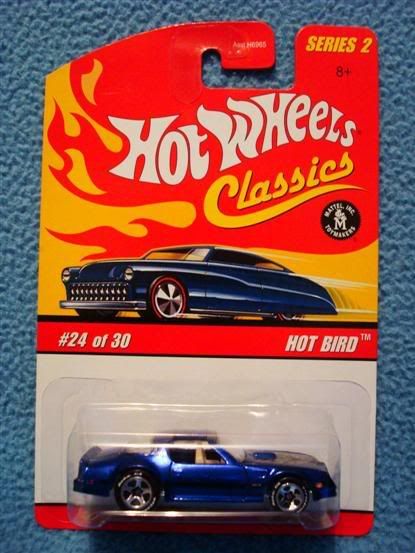 Asst.H6965
SERIES 2
8+
HOT WHEELS
Classics
MATTEL, INC.
M
TOYMAKERS
#24 of 30
HOT BIRD™